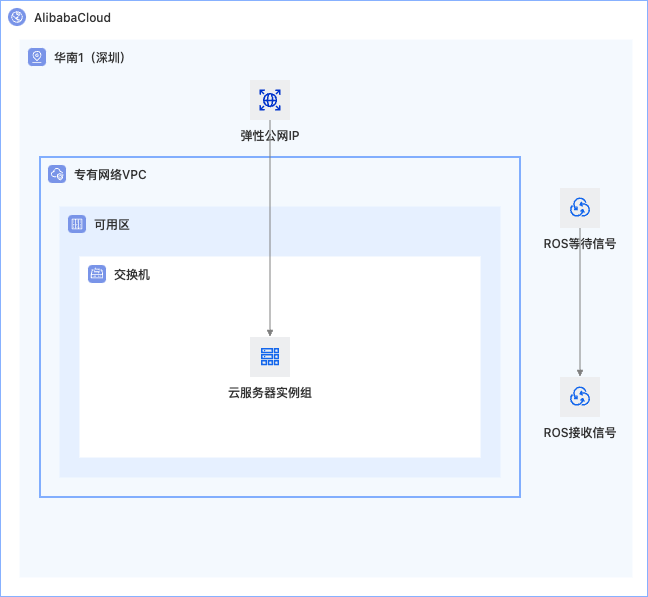 AlibabaCloud
华南1（深圳）
弹性公网IP
专有网络VPC
可用区
ROS等待信号
交换机
云服务器实例组
ROS接收信号